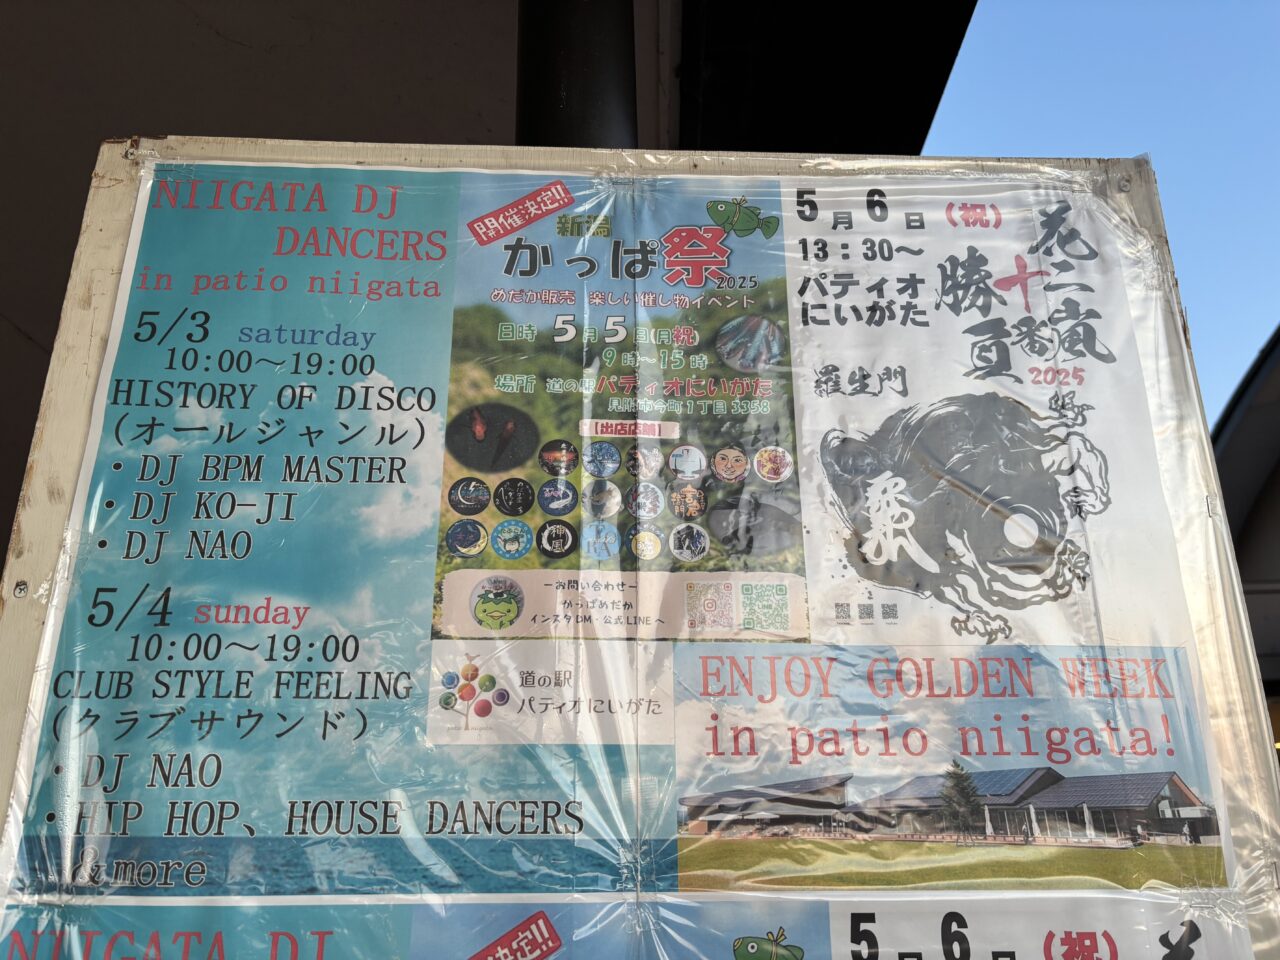 NIIGATA DJ
DANCERS
in patio niigata
5/3 saturday
10:00〜19:00
HISTORY OF DISCO
(オールジャンル)
・DJ BPM MASTER
・DJ KO-JI
・DJ NAO
5/4 sunday
10:00〜19:00
CLUB STYLE FEELING
(クラブサウンド)
・DJ NAO
・HIP HOP、HOUSE DANCERS
&more
開催決定!!
新潟
かっぱ祭
2025
めだか販売 楽しい催し物イベント
日時 5月5日(月祝)
9時〜15時
場所 道の駅パティオにいがた
見附市今町1丁目3358
【出店店舗】
ーお問い合わせー
かっぱめだか
インスタDM・公式LINEへ
道の駅
パティオにいがた
patio niigata
5月6日(祝)
13:30〜
パティオ
にいがた
花ニ嵐
十番
勝負
2025
羅生門
ENJOY GOLDEN WEEK
in patio niigata!
NIIGATA DJ
開催決定!!
5月6日(祝)